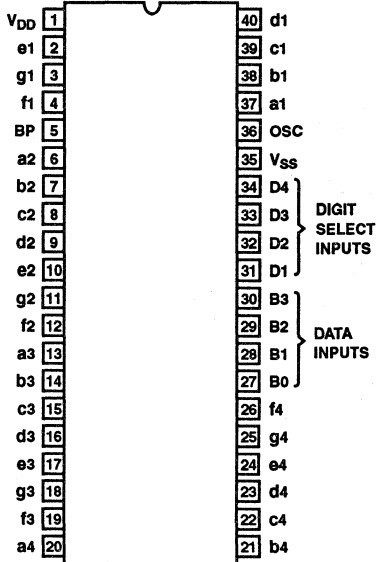 VDD 1 40 d1
e1 2 39 c1
g1 3 38 b1
f1 4 37 a1
BP 5 36 OSC
a2 6 35 VSS
b2 7 34 D4
c2 8 33 D3
d2 9 32 D2
e2 10 31 D1
DIGIT
SELECT
INPUTS
g2 11 30 B3
f2 12 29 B2
a3 13 28 B1
b3 14 27 B0
DATA
INPUTS
c3 15 26 f4
d3 16 25 g4
e3 17 24 e4
g3 18 23 d4
f3 19 22 c4
a4 20 21 b4